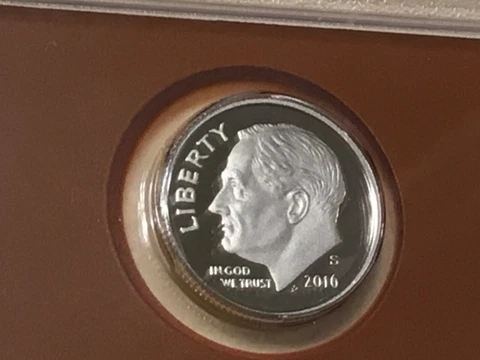 LIBERTY
IN GOD
WE TRUST
S
2016